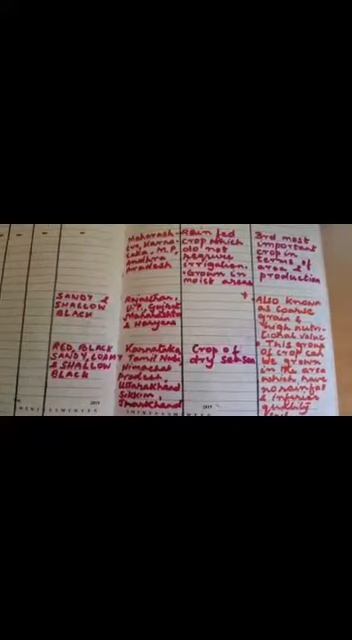 Maharash-
tra, Karna-
taka, M.P,
Andhra
Pradesh
Rain fed
crop which
do not
require
irrigation.
Grown in
moist areas
3rd most
important
crop in
terms of
area &
production
SANDY &
SHALLOW
BLACK
Rajasthan,
U.P, Gujrat
Maharashtra
& Haryana
Also known
as coarse
grain &
high nutri-
tional value
RED, BLACK
SANDY, LOAMY
& SHALLOW
BLACK
Karnataka
Tamil Nadu
Himachal
Pradesh
Uttarakhand
Sikkim,
Jharkhand
Crop of
dry season
This group
of crop can
be grown
in the area
which have
no rainfall
& inferior
quality
2019
2019